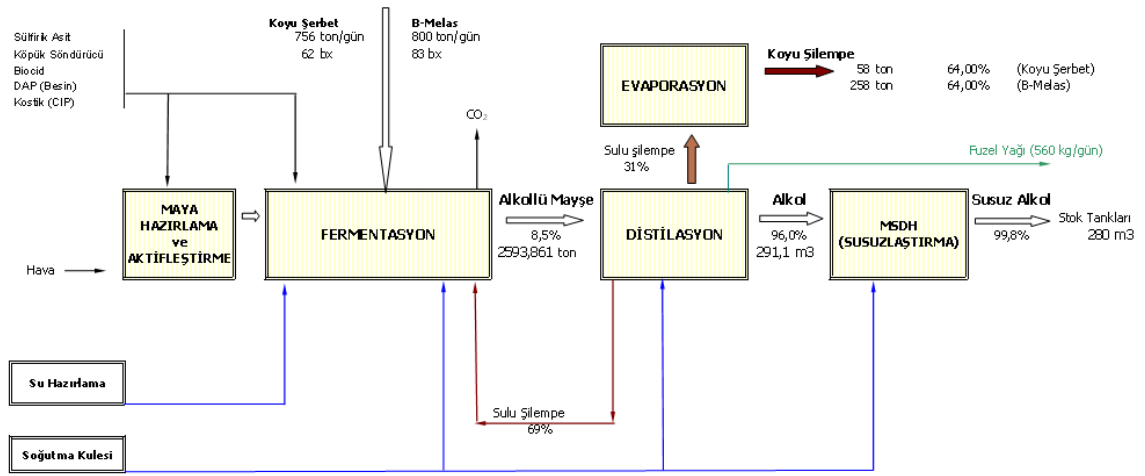 Koyu Şerbet
756 ton/gün
62 bx
B-Melas
800 ton/gün
83 bx
Sülfirik Asit
Köpük Söndürücü
Biocid
DAP (Besin)
Kostik (CIP)
CO2
EVAPORASYON
Koyu Şilempe
58 ton 64,00% (Koyu Şerbet)
258 ton 64,00% (B-Melas)
Sulu şilempe
31%
Fuzel Yağı (560 kg/gün)
MAYA
HAZIRLAMA
ve
AKTİFLEŞTİRME
FERMENTASYON
Alkollü Mayşe
8,5%
2593,861 ton
DİSTİLASYON
Alkol
96,0%
291,1 m3
MSDH
(SUSUZLAŞTIRMA)
Susuz Alkol
99,8%
Stok Tankları
280 m3
Hava
Su Hazırlama
Sulu Şilempe
69%
Soğutma Kulesi